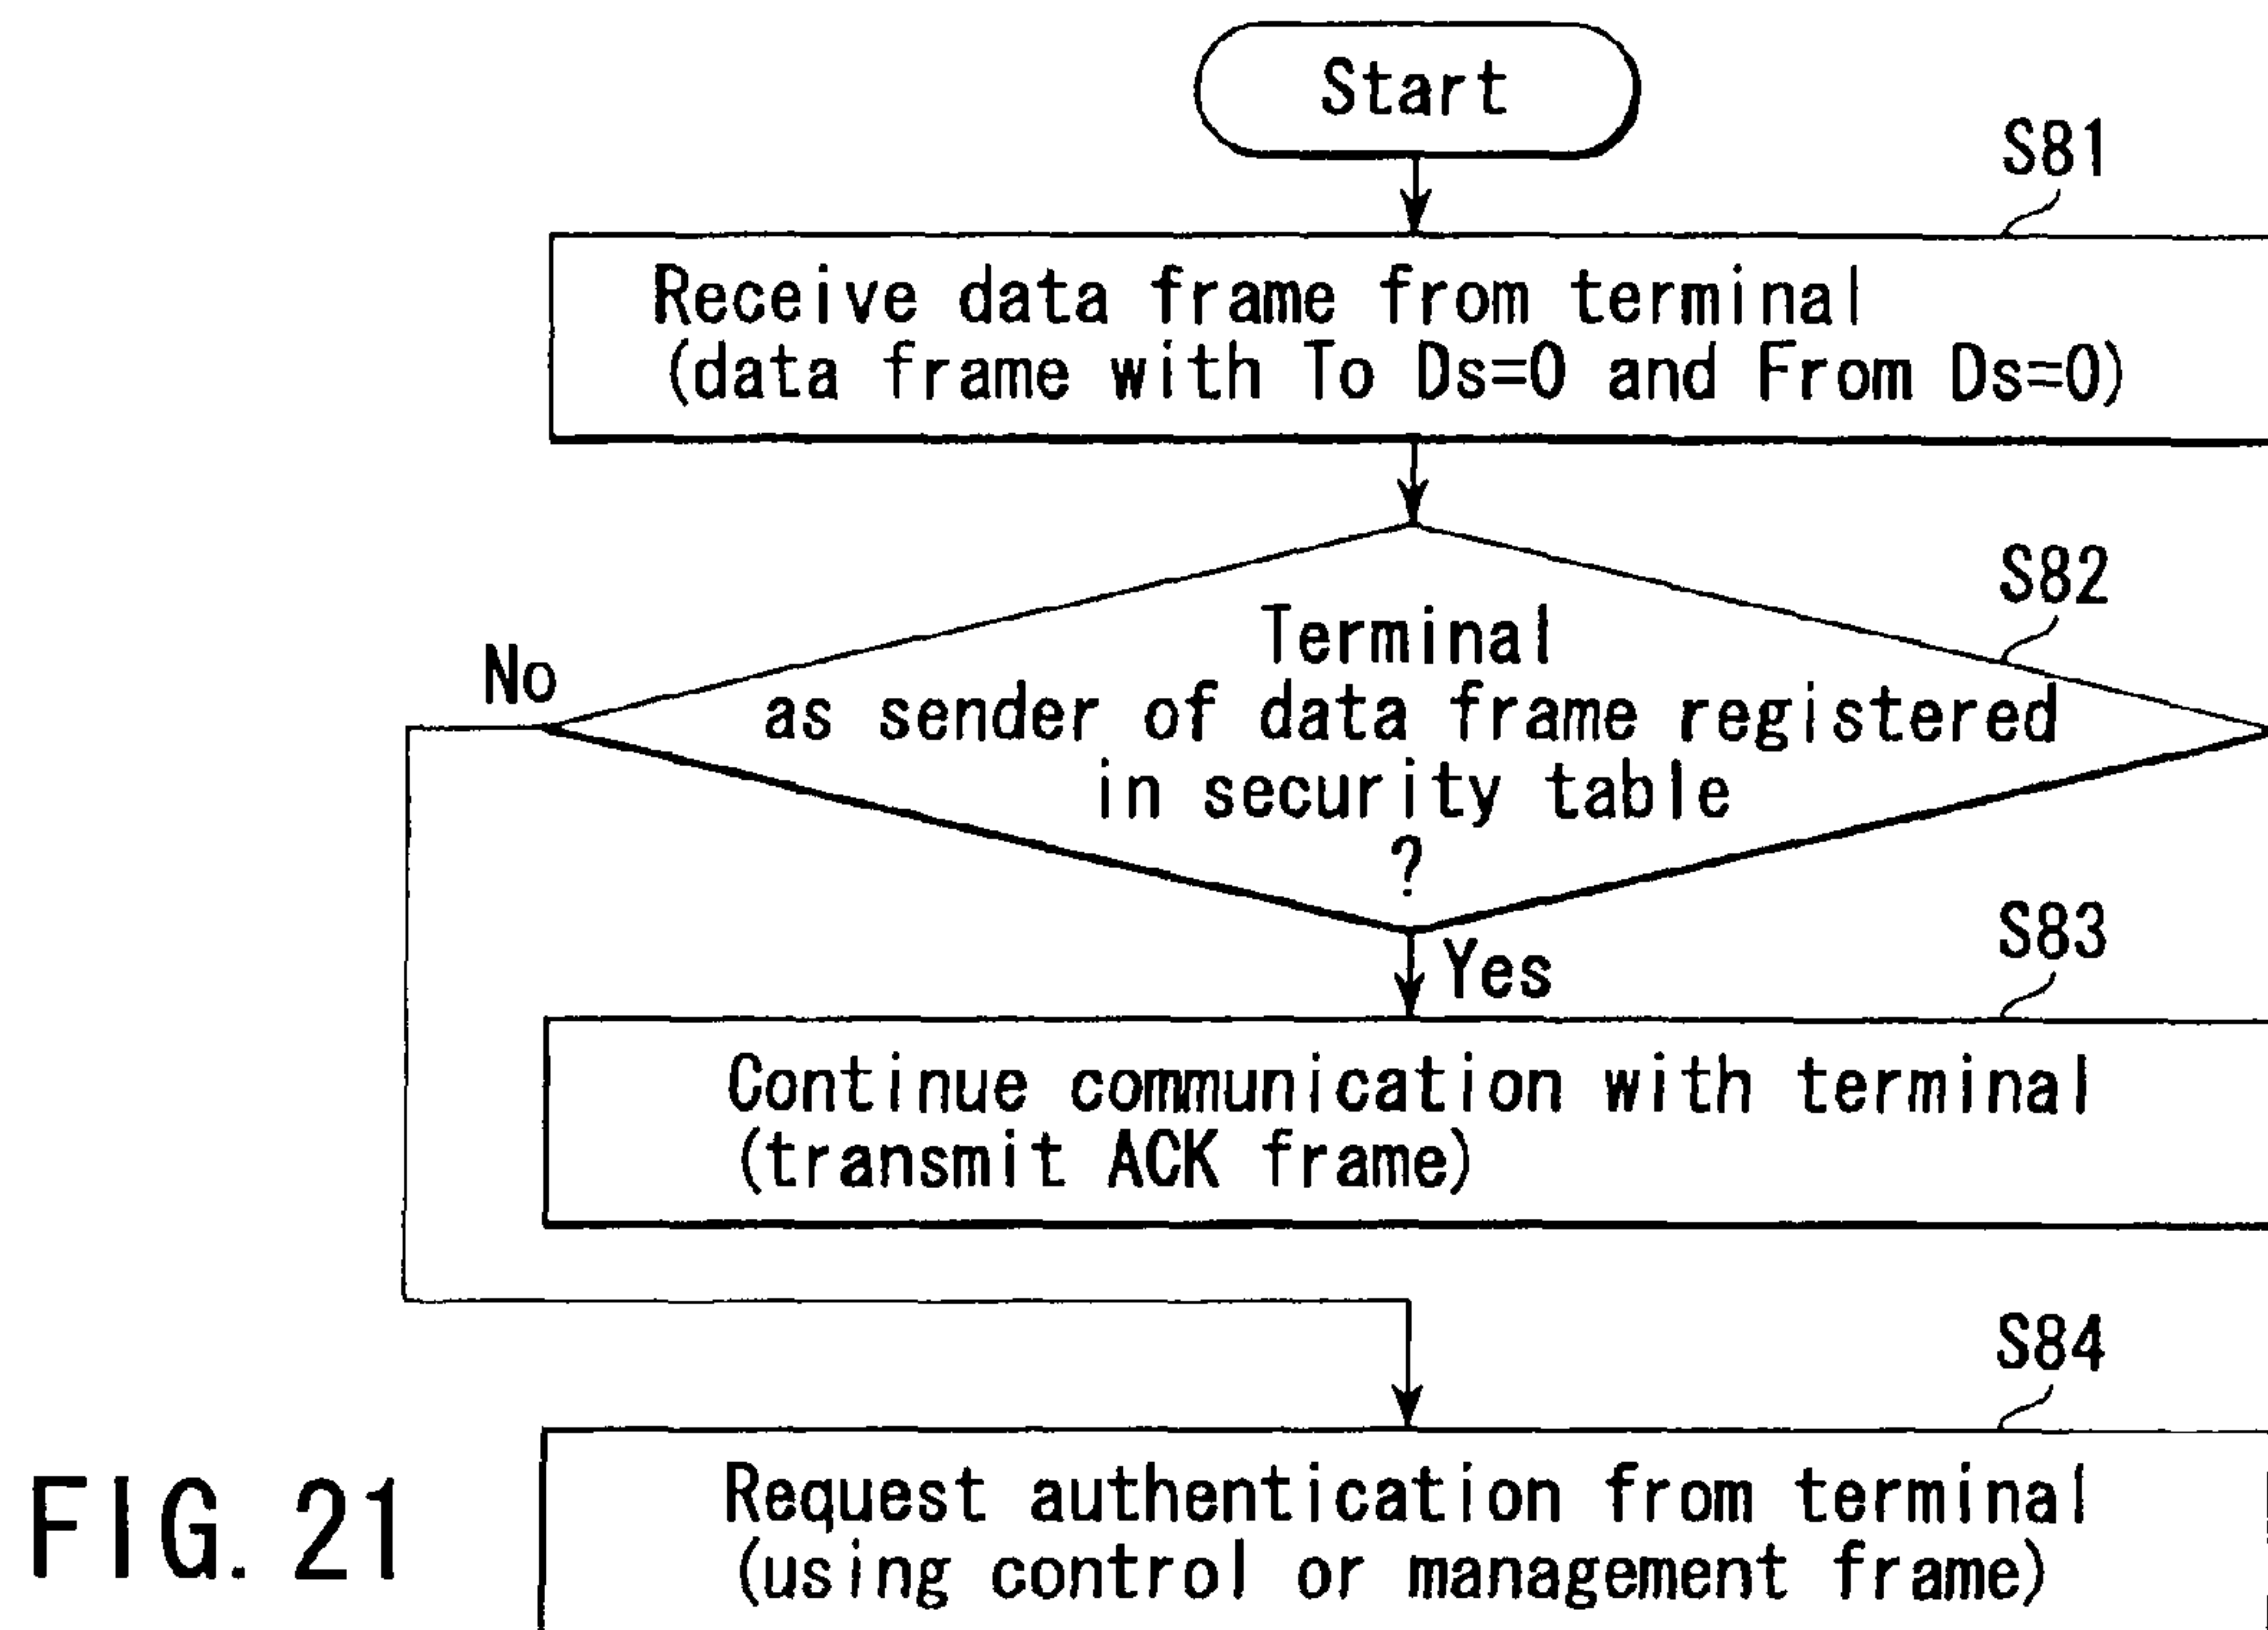 Start
S81
Receive data frame from terminal
(data frame with To Ds=0 and From Ds=0)
S82
No
Terminal
as sender of data frame registered
in security table
?
Yes
S83
Continue communication with terminal
(transmit ACK frame)
S84
Request authentication from terminal
(using control or management frame)
FIG. 21